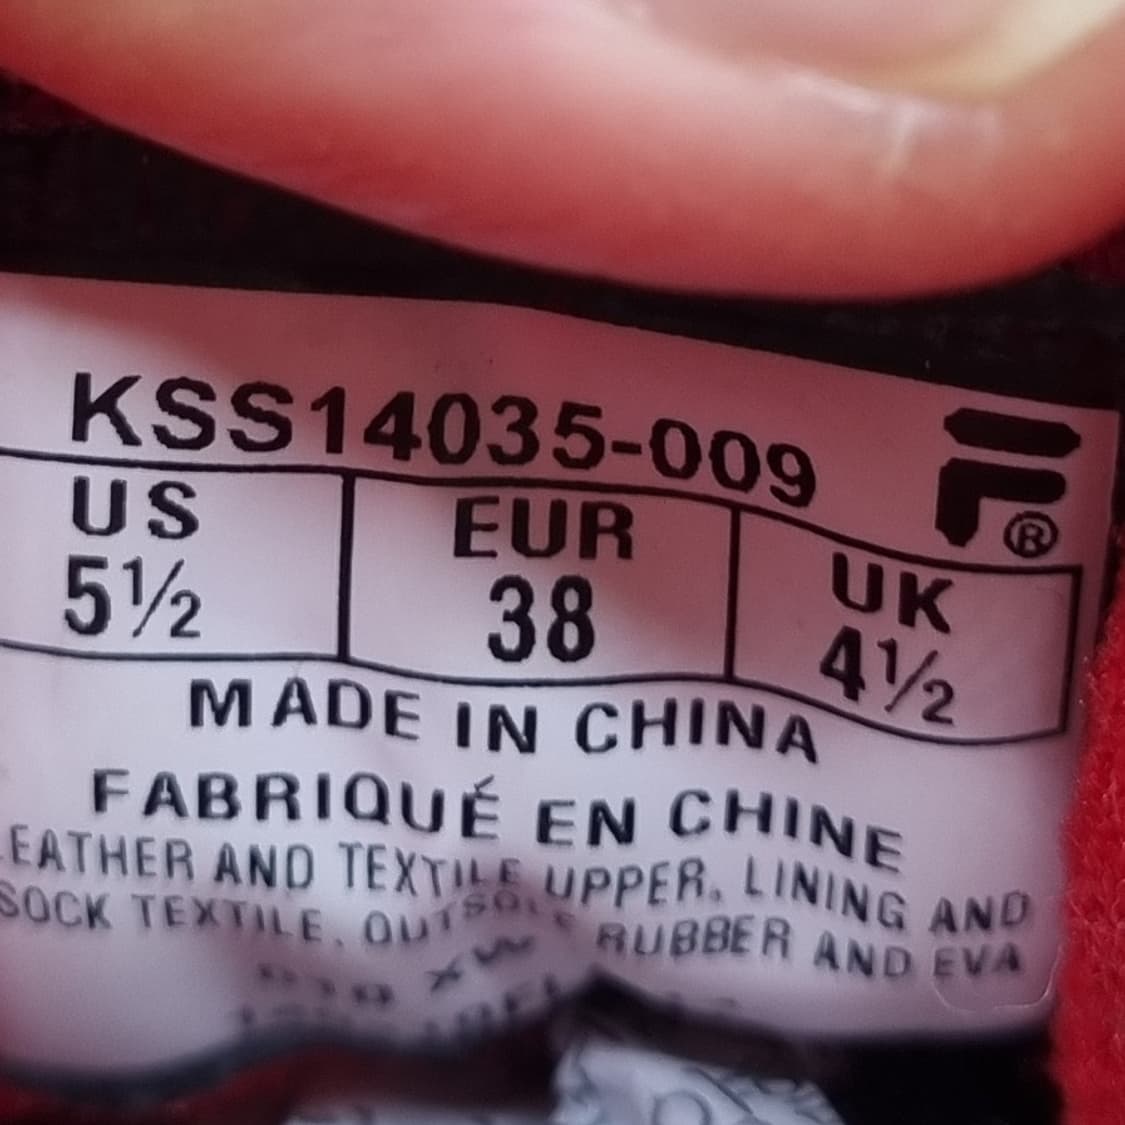 KSS14035-009
US EUR UK
5½ 38 4½
MADE IN CHINA
FABRIQUÉ EN CHINE
LEATHER AND TEXTILE UPPER, LINING AND
SOCK TEXTILE, OUTSOLE RUBBER AND EVA